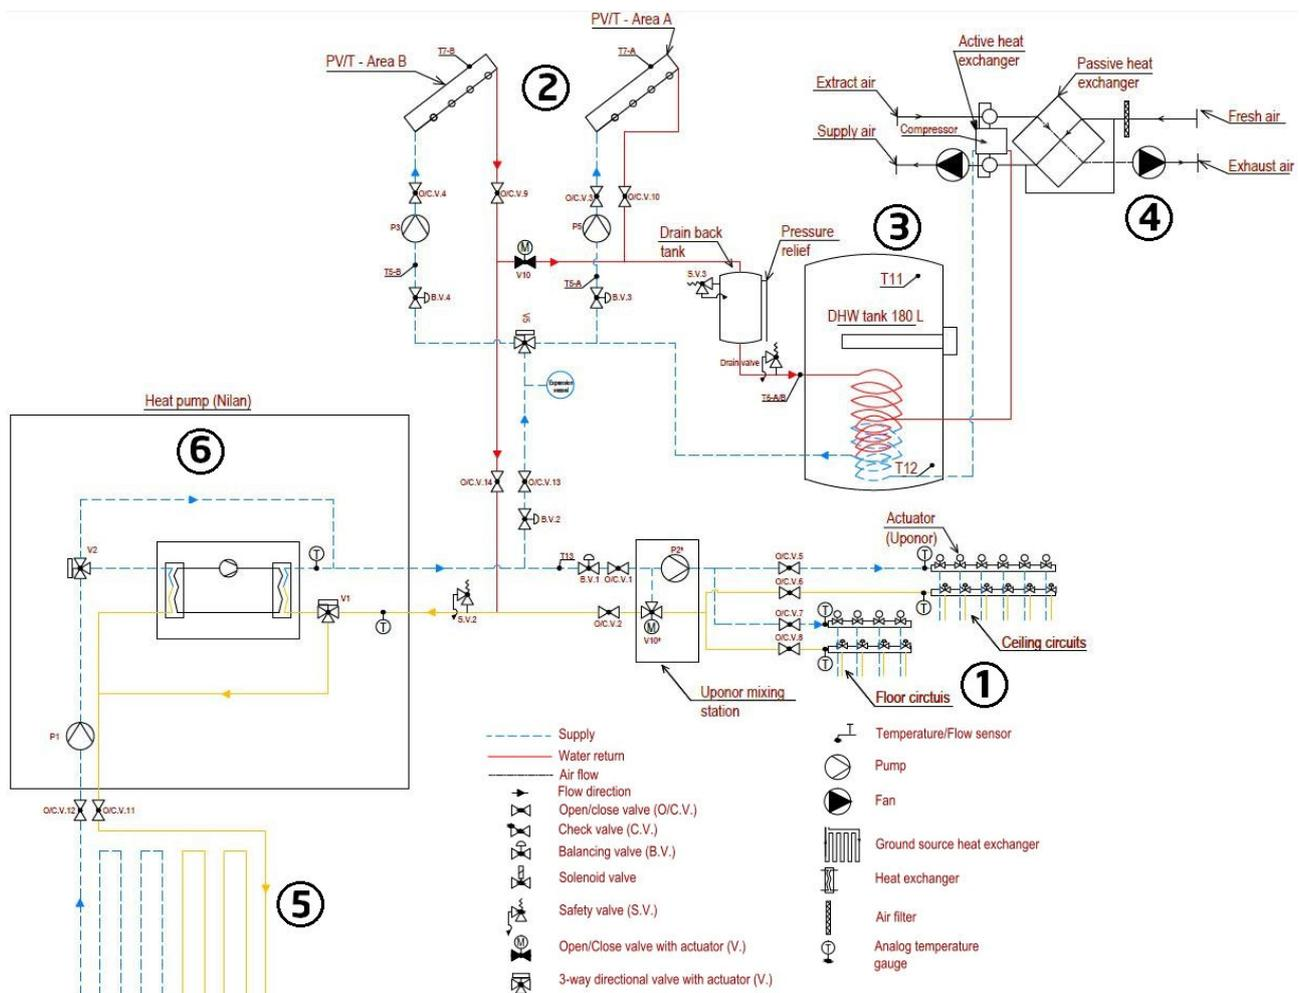 PV/T - Area A
T7-B
T7-A
PV/T - Area B
2
Active heat
exchanger
Passive heat
exchanger
Extract air
Supply air
Compressor
Fresh air
Exhaust air
O/C.V.4
O/C.V.9
O/C.V.3
O/C.V.10
3
4
P3
P5
M
V10
Drain back
tank
Pressure
relief
T5-B
T5-A
S.V.3
T11
B.V.4
B.V.3
V5
DHW tank 180 L
Drain valve
Expansion
vessel
T5-A/B
Heat pump (Nilan)
6
T12
O/C.V.14
O/C.V.13
B.V.2
Actuator
(Uponor)
V2
T
T13
P2*
O/C.V.5
T
B.V.1
O/C.V.1
O/C.V.6
V1
T
S.V.2
O/C.V.2
M
V10*
O/C.V.7
T
T
O/C.V.8
T
Ceiling circuits
1
Floor circtuis
Uponor mixing
station
P1
O/C.V.12
O/C.V.11
5
Supply
Water return
Air flow
Flow direction
Open/close valve (O/C.V.)
Check valve (C.V.)
Balancing valve (B.V.)
Solenoid valve
Safety valve (S.V.)
M
Open/Close valve with actuator (V.)
3-way directional valve with actuator (V.)
T
Temperature/Flow sensor
Pump
Fan
Ground source heat exchanger
Heat exchanger
Air filter
T
Analog temperature
gauge